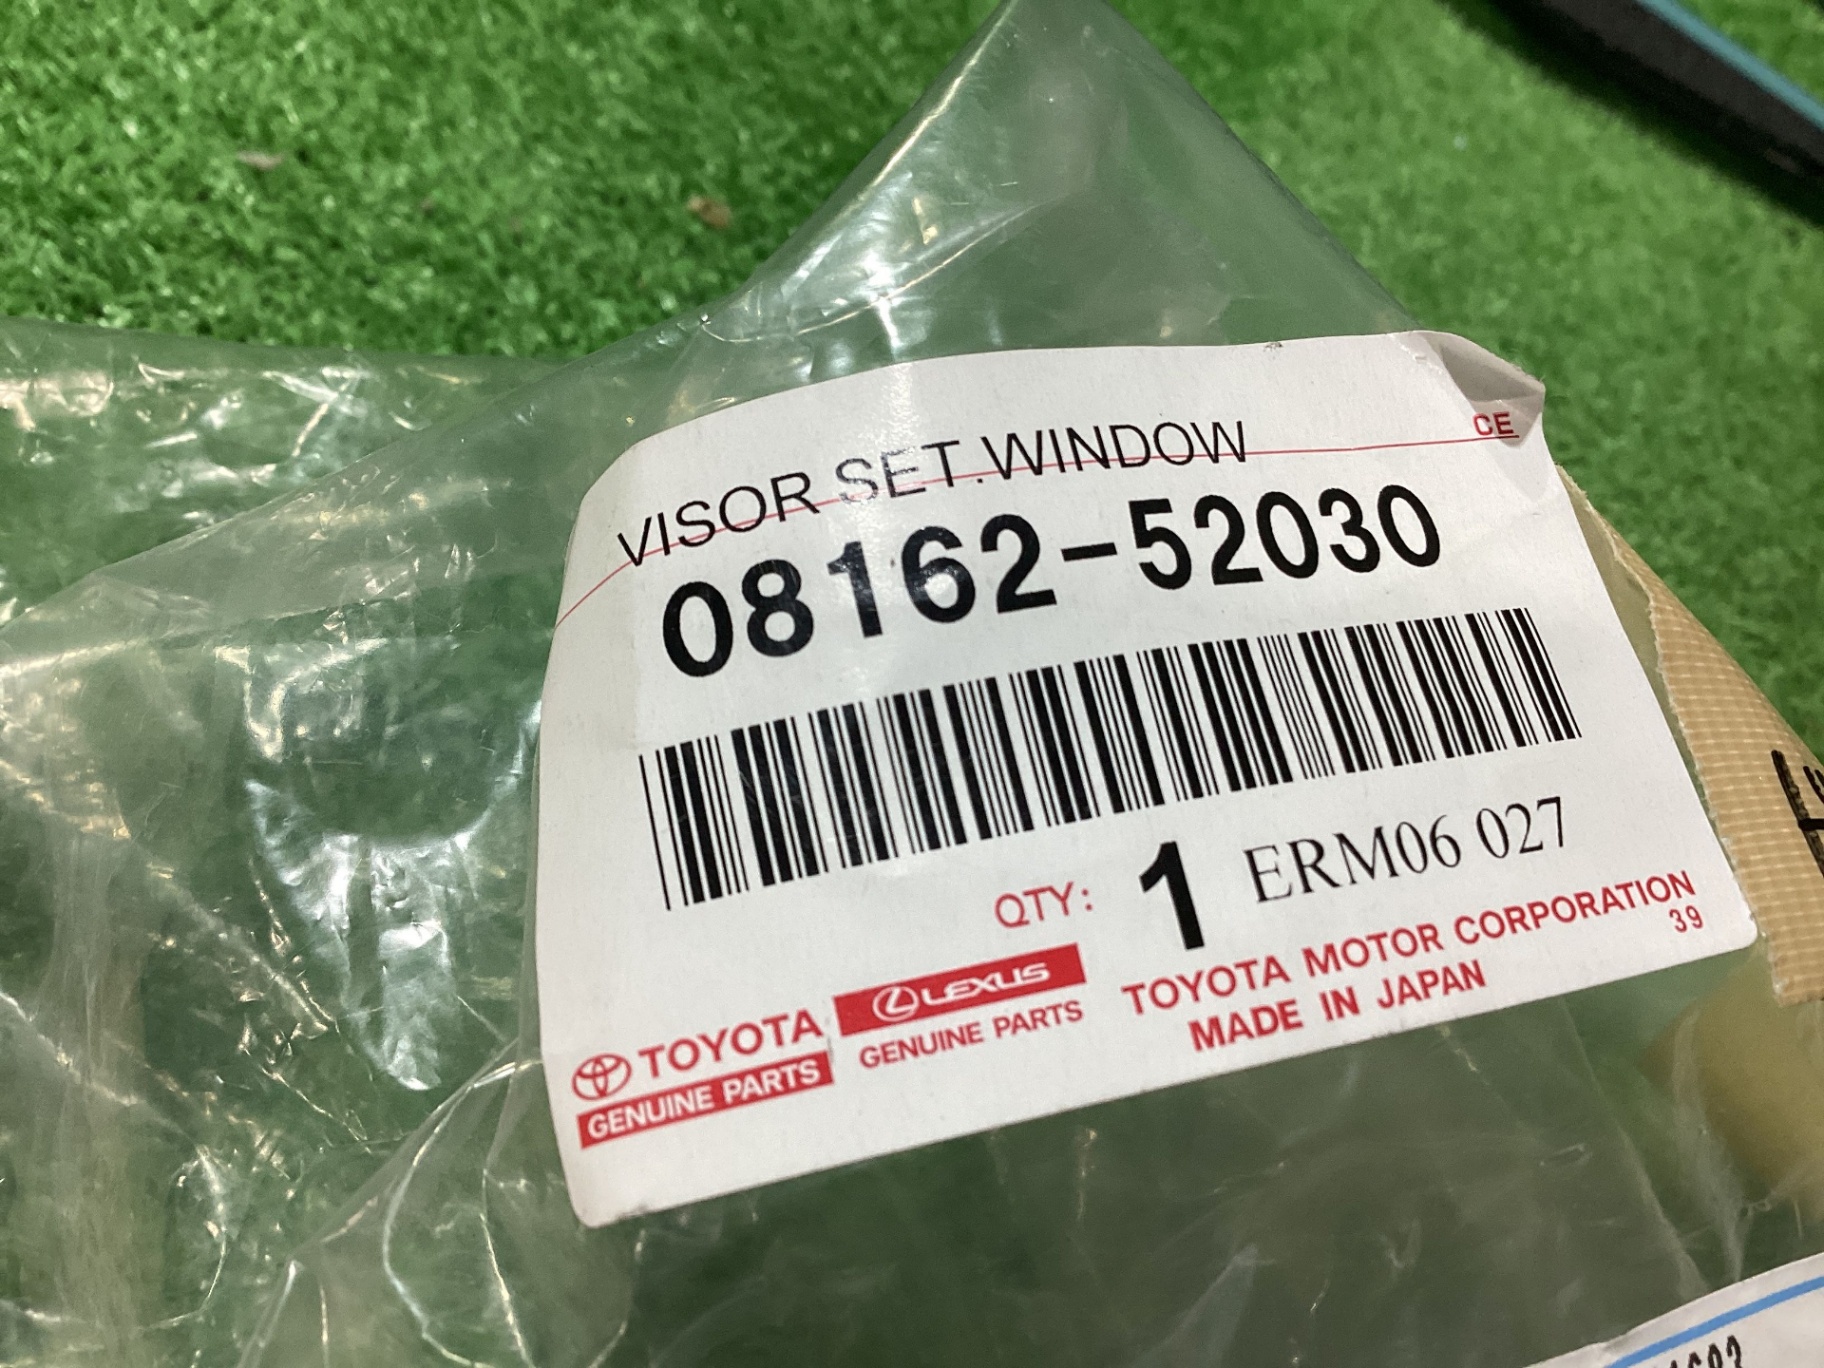 CE
VISOR SET.WINDOW
08162-52030
QTY: 1 ERM06 027
TOYOTA
GENUINE PARTS
LEXUS
GENUINE PARTS
TOYOTA MOTOR CORPORATION
39
MADE IN JAPAN